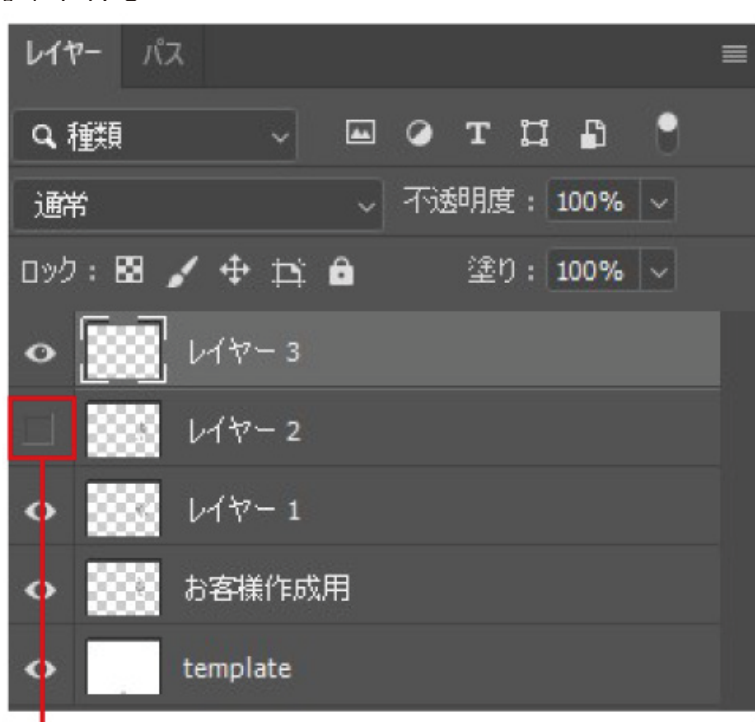 レイヤー パス
種類
通常 不透明度: 100%
ロック: 塗り: 100%
レイヤー 3
レイヤー 2
レイヤー 1
お客様作成用
template